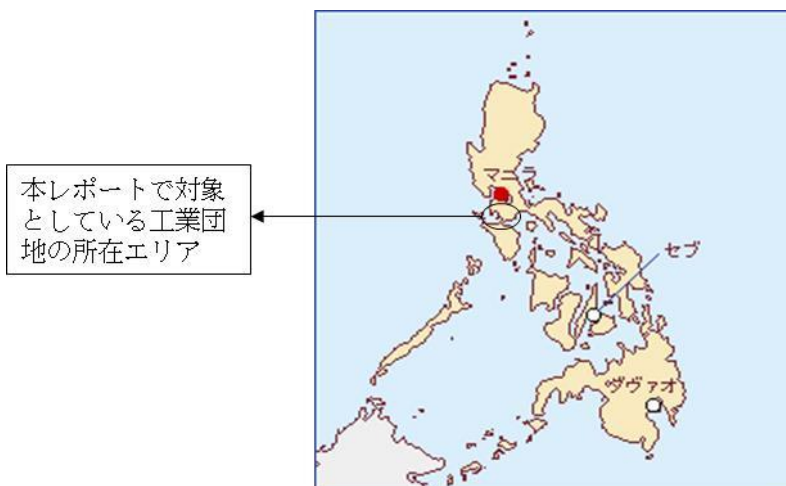 マニラ
本レポートで対象
としている工業団
地の所在エリア
セブ
ダヴァオ